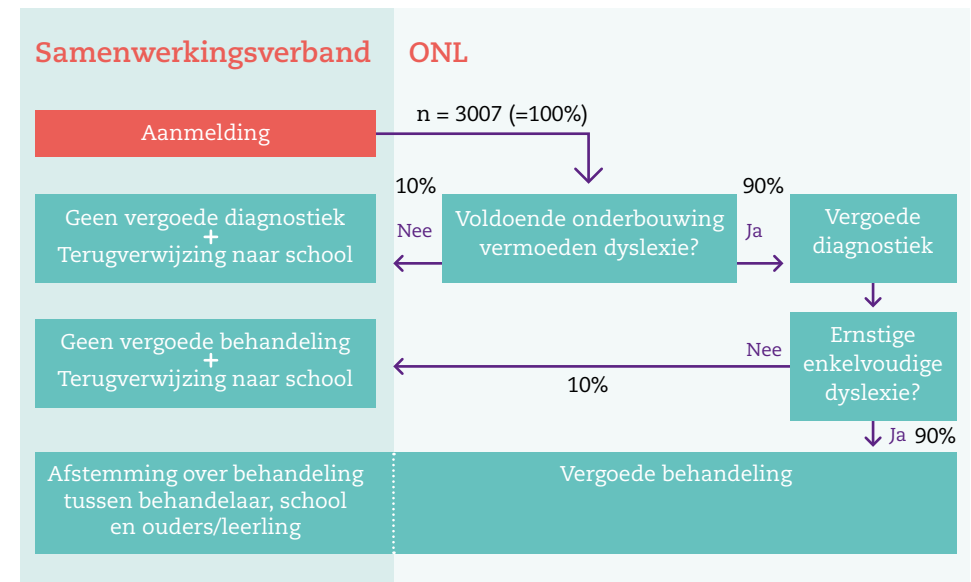 Samenwerkingsverband
ONL
Aanmelding
n = 3007 (=100%)
10%
90%
Geen vergoede diagnostiek
+
Terugverwijzing naar school
Nee
Voldoende onderbouwing
vermoeden dyslexie?
Ja
Vergoede
diagnostiek
Geen vergoede behandeling
+
Terugverwijzing naar school
Nee
10%
Ernstige
enkelvoudige
dyslexie?
Ja 90%
Afstemming over behandeling
tussen behandelaar, school
en ouders/leerling
Vergoede behandeling